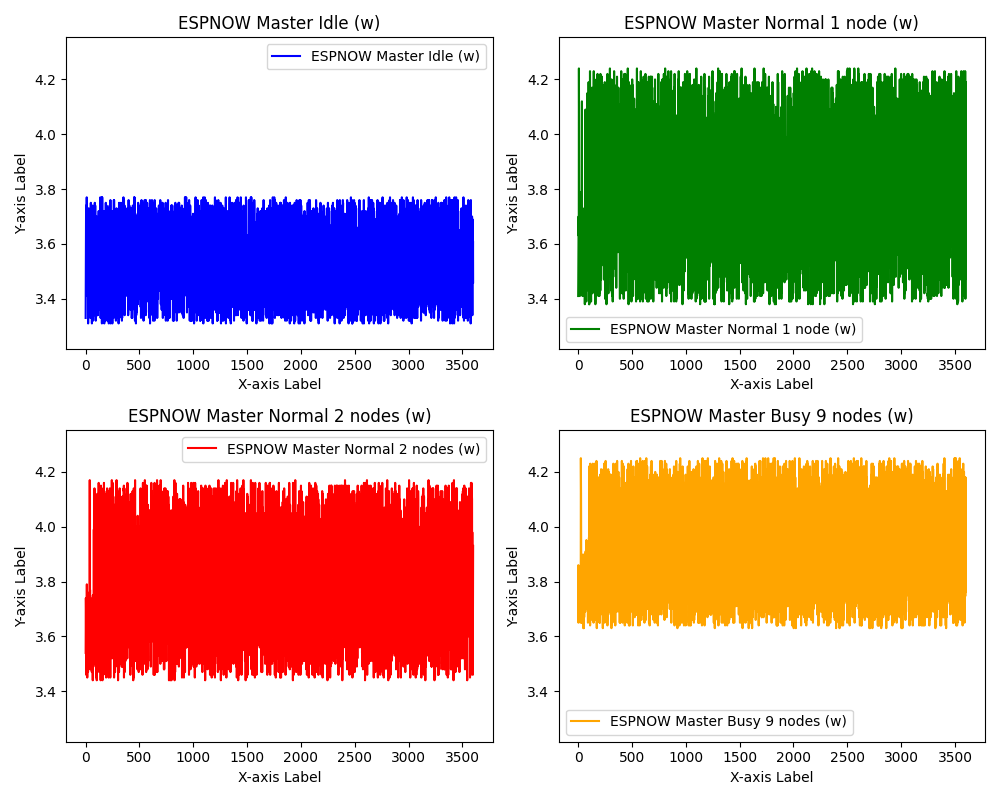 ESPNOW Master Idle (w)
ESPNOW Master Idle (w)
Y-axis Label
4.2
4.0
3.8
3.6
3.4
0 500 1000 1500 2000 2500 3000 3500
X-axis Label
ESPNOW Master Normal 1 node (w)
Y-axis Label
4.2
4.0
3.8
3.6
3.4
ESPNOW Master Normal 1 node (w)
0 500 1000 1500 2000 2500 3000 3500
X-axis Label
ESPNOW Master Normal 2 nodes (w)
ESPNOW Master Normal 2 nodes (w)
Y-axis Label
4.2
4.0
3.8
3.6
3.4
0 500 1000 1500 2000 2500 3000 3500
X-axis Label
ESPNOW Master Busy 9 nodes (w)
Y-axis Label
4.2
4.0
3.8
3.6
3.4
ESPNOW Master Busy 9 nodes (w)
0 500 1000 1500 2000 2500 3000 3500
X-axis Label